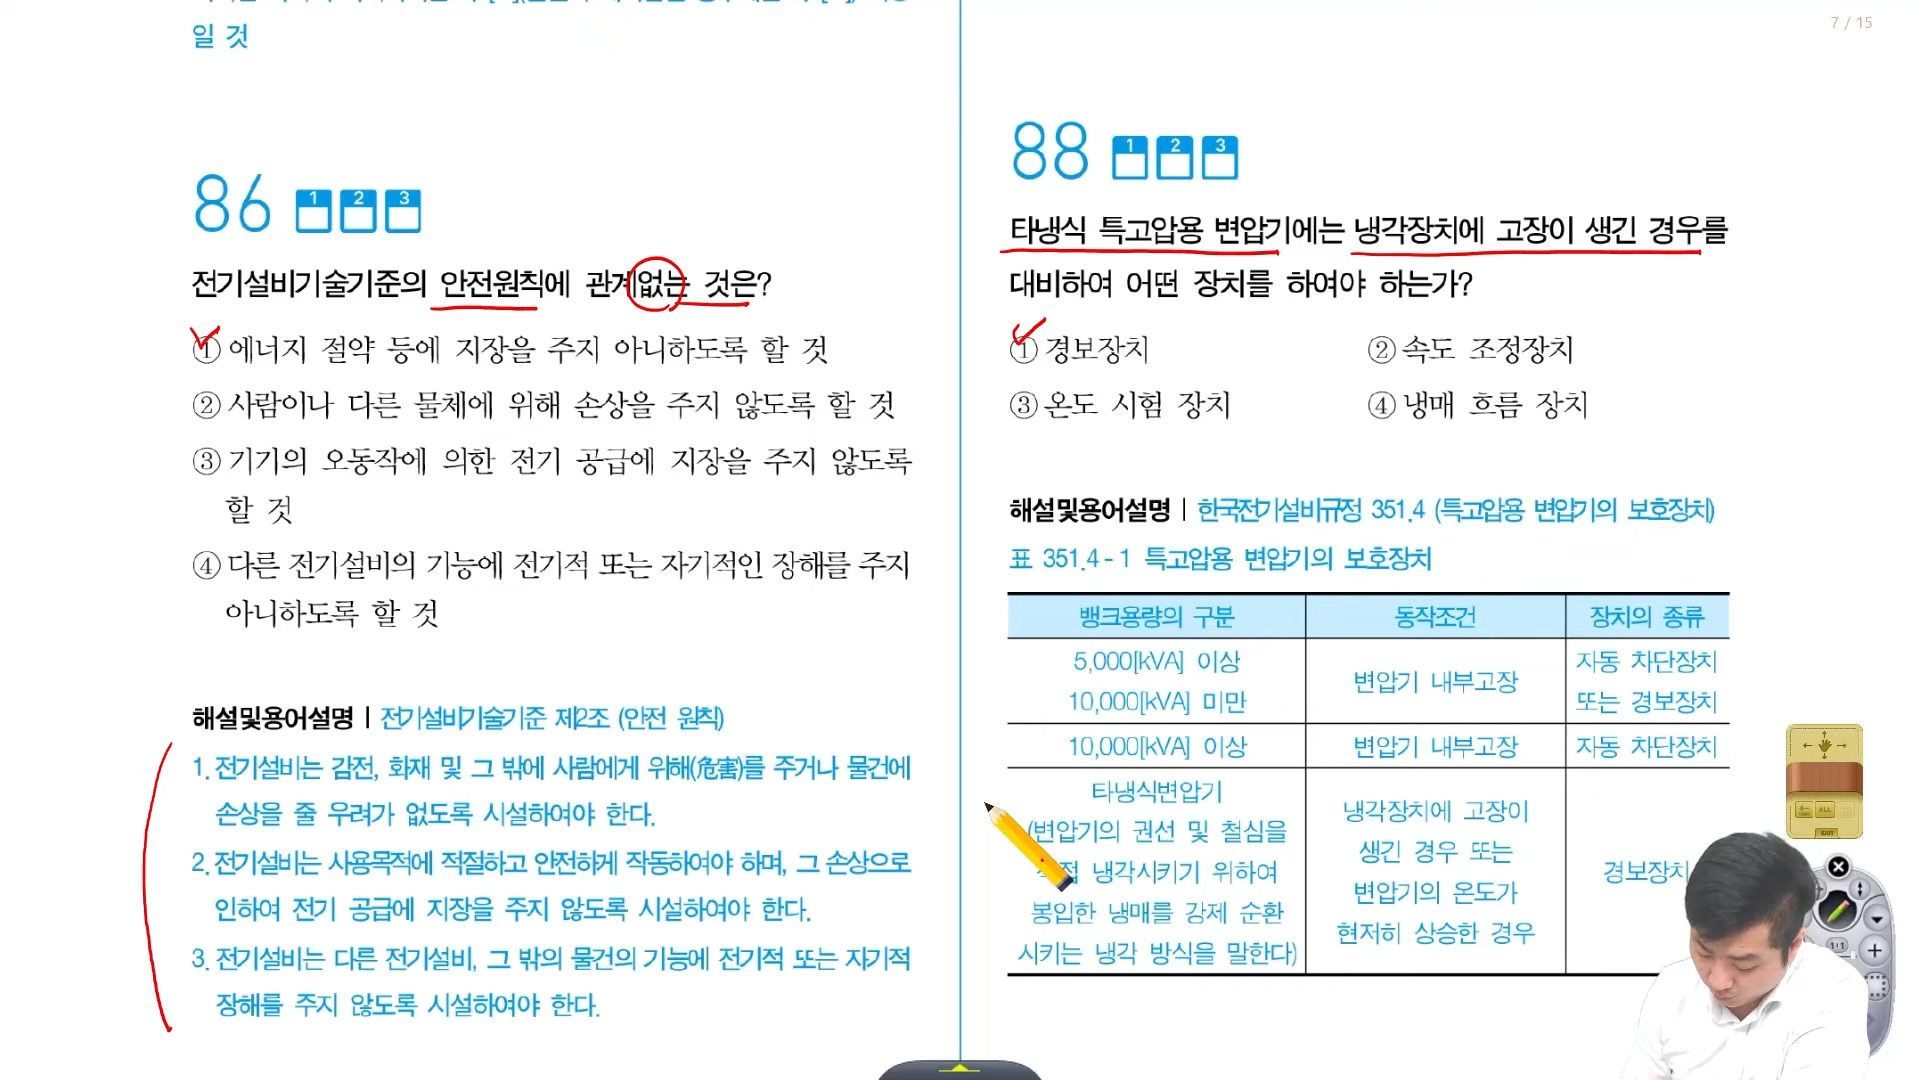 일 것
7 / 15
86 1 2 3
전기설비기술기준의 안전원칙에 관계없는 것은?
① 에너지 절약 등에 지장을 주지 아니하도록 할 것
② 사람이나 다른 물체에 위해 손상을 주지 않도록 할 것
③ 기기의 오동작에 의한 전기 공급에 지장을 주지 않도록
할 것
④ 다른 전기설비의 기능에 전기적 또는 자기적인 장해를 주지
아니하도록 할 것
해설및용어설명 | 전기설비기술기준 제2조 (안전 원칙)
1. 전기설비는 감전, 화재 및 그 밖에 사람에게 위해(危害)를 주거나 물건에
손상을 줄 우려가 없도록 시설하여야 한다.
2. 전기설비는 사용목적에 적절하고 안전하게 작동하여야 하며, 그 손상으로
인하여 전기 공급에 지장을 주지 않도록 시설하여야 한다.
3. 전기설비는 다른 전기설비, 그 밖의 물건의 기능에 전기적 또는 자기적
장해를 주지 않도록 시설하여야 한다.
88 1 2 3
타냉식 특고압용 변압기에는 냉각장치에 고장이 생긴 경우를
대비하여 어떤 장치를 하여야 하는가?
① 경보장치 ② 속도 조정장치
③ 온도 시험 장치 ④ 냉매 흐름 장치
해설및용어설명 | 한국전기설비규정 351.4 (특고압용 변압기의 보호장치)
표 351.4-1 특고압용 변압기의 보호장치
뱅크용량의 구분 동작조건 장치의 종류
5,000[kVA] 이상
10,000[kVA] 미만
변압기 내부고장
자동 차단장치
또는 경보장치
10,000[kVA] 이상 변압기 내부고장 자동 차단장치
타냉식변압기
(변압기의 권선 및 철심을
냉각시키기 위하여
봉입한 냉매를 강제 순환
시키는 냉각 방식을 말한다)
냉각장치에 고장이
생긴 경우 또는
변압기의 온도가
현저히 상승한 경우
경보장치
ALL
EXIT
1:1